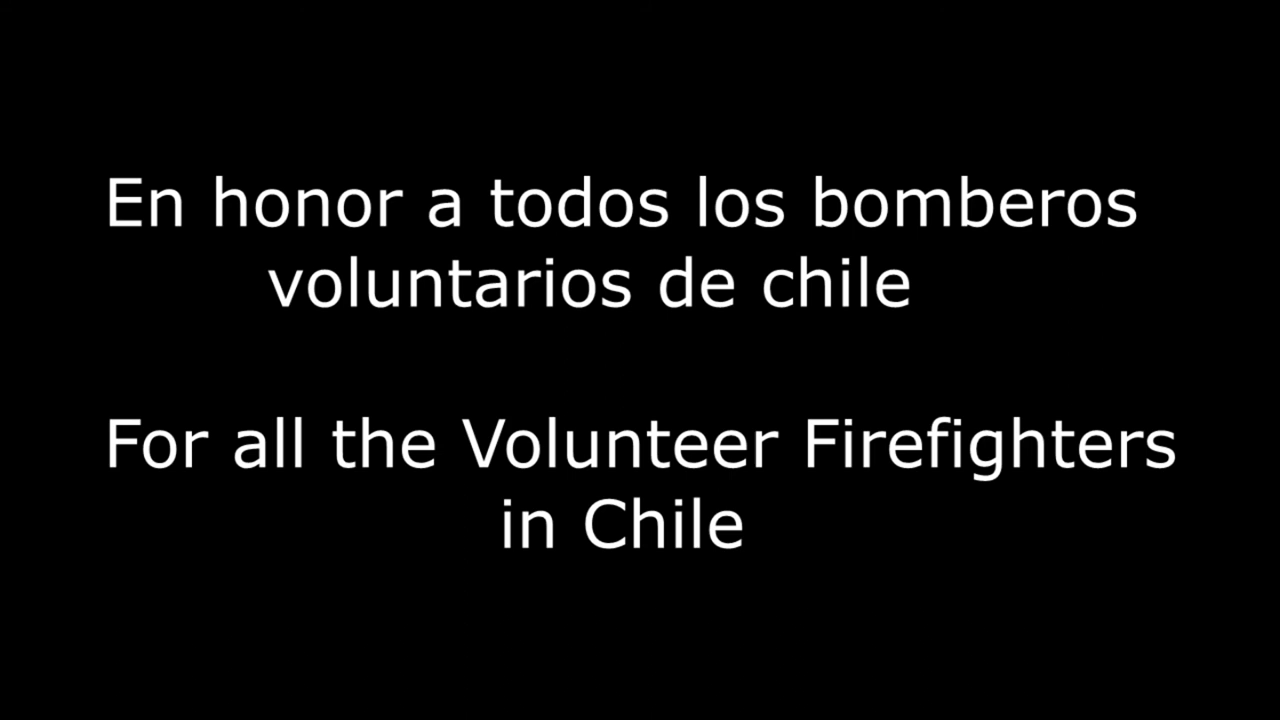 En honor a todos los bomberos
voluntarios de chile
For all the Volunteer Firefighters
in Chile